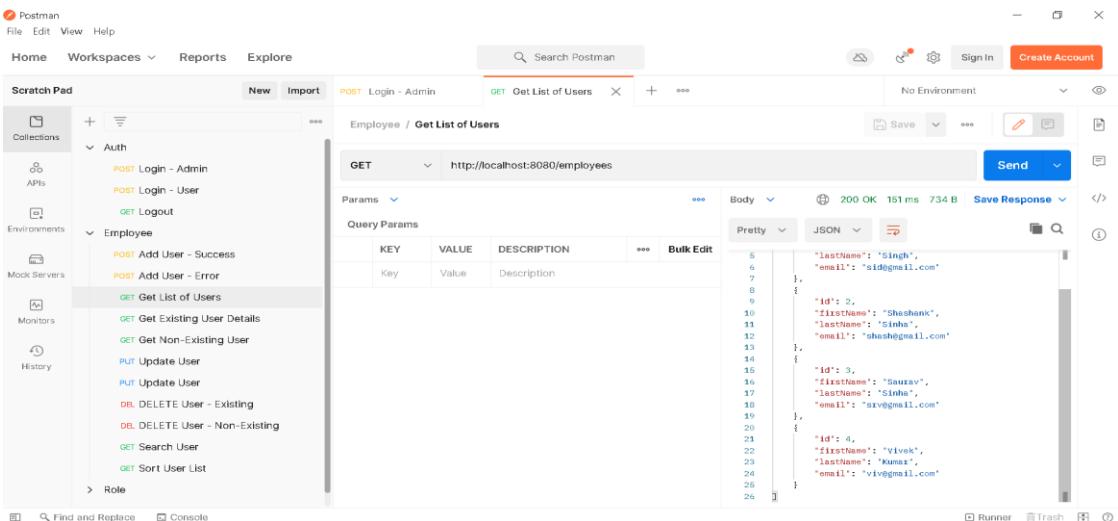 Postman
File Edit View Help
Home Workspaces Reports Explore
Search Postman
Sign In
Create Account
Scratch Pad
New
Import
POST Login - Admin
GET Get List of Users
No Environment
Collections
APIs
Environments
Mock Servers
Monitors
History
Auth
POST Login - Admin
POST Login - User
GET Logout
Employee
POST Add User - Success
POST Add User - Error
GET Get List of Users
GET Get Existing User Details
GET Get Non-Existing User
PUT Update User
PUT Update User
DEL DELETE User - Existing
DEL DELETE User - Non-Existing
GET Search User
GET Sort User List
Role
Employee / Get List of Users
Save
GET http://localhost:8080/employees
Send
Params
Query Params
KEY VALUE DESCRIPTION Bulk Edit
Key Value Description
Body 200 OK 151 ms 734 B Save Response
Pretty JSON
5 "lastName": "Singh",
6 "email": "sid@gmail.com"
7 },
8 {
9 "id": 2,
10 "firstName": "Shashank",
11 "lastName": "Sinha",
12 "email": "shash@gmail.com"
13 },
14 {
15 "id": 3,
16 "firstName": "Saurav",
17 "lastName": "Sinha",
18 "email": "srv@gmail.com"
19 },
20 {
21 "id": 4,
22 "firstName": "Vivek",
23 "lastName": "Kumar",
24 "email": "viv@gmail.com"
25 }
26 ]
Find and Replace Console
Runner Trash